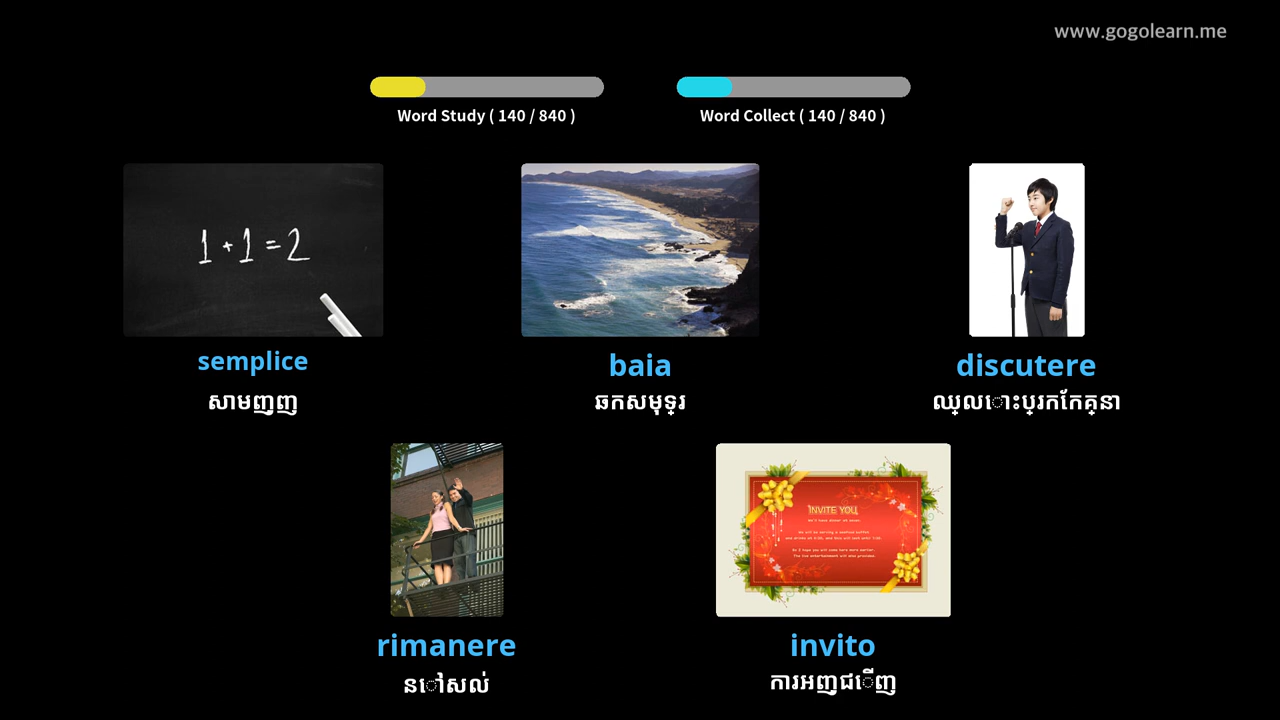 www.gogolearn.me
Word Study ( 140 / 840 )
Word Collect ( 140 / 840 )
1 + 1 = 2
semplice
baia
discutere
សាមញ្ញ
ឆកសមុទ្រ
ឈ្លោះប្រកកែគ្នា
rimanere
INVITE YOU
invito
នៅសល់
ការអញ្ជើញ